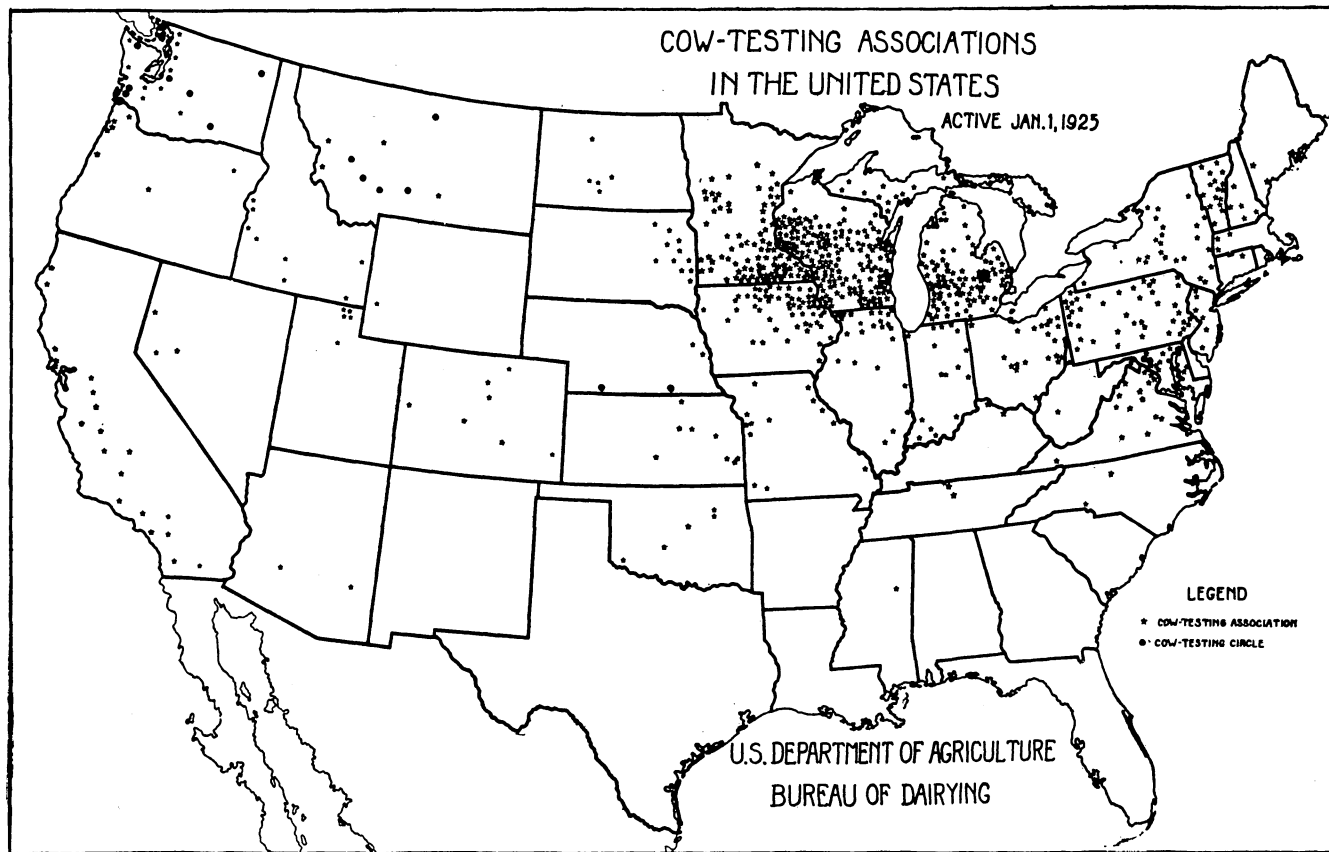 COW-TESTING ASSOCIATIONS
IN THE UNITED STATES
ACTIVE JAN. 1, 1925
LEGEND
COW-TESTING ASSOCIATION
COW-TESTING CIRCLE
U.S. DEPARTMENT OF AGRICULTURE
BUREAU OF DAIRYING